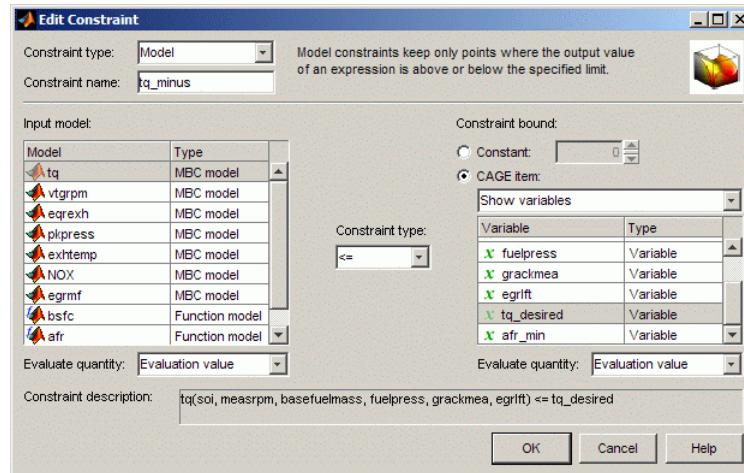 Edit Constraint
Constraint type: Model
Model constraints keep only points where the output value
of an expression is above or below the specified limit.
Constraint name: tq_minus
Input model:
Constraint bound:
Model Type
tq MBC model
vtgrpm MBC model
eqrexh MBC model
pkpress MBC model
exhtemp MBC model
NOX MBC model
egrmf MBC model
bsfc Function model
afr Function model
Constraint type:
<=
Constant: 0
CAGE item:
Show variables
Variable Type
x fuelpress Variable
x grackmea Variable
x egrlft Variable
x tq_desired Variable
x afr_min Variable
Evaluate quantity: Evaluation value
Evaluate quantity: Evaluation value
Constraint description: tq(soi, measrpm, basefuelmass, fuelpress, grackmea, egrlft) <= tq_desired
OK Cancel Help